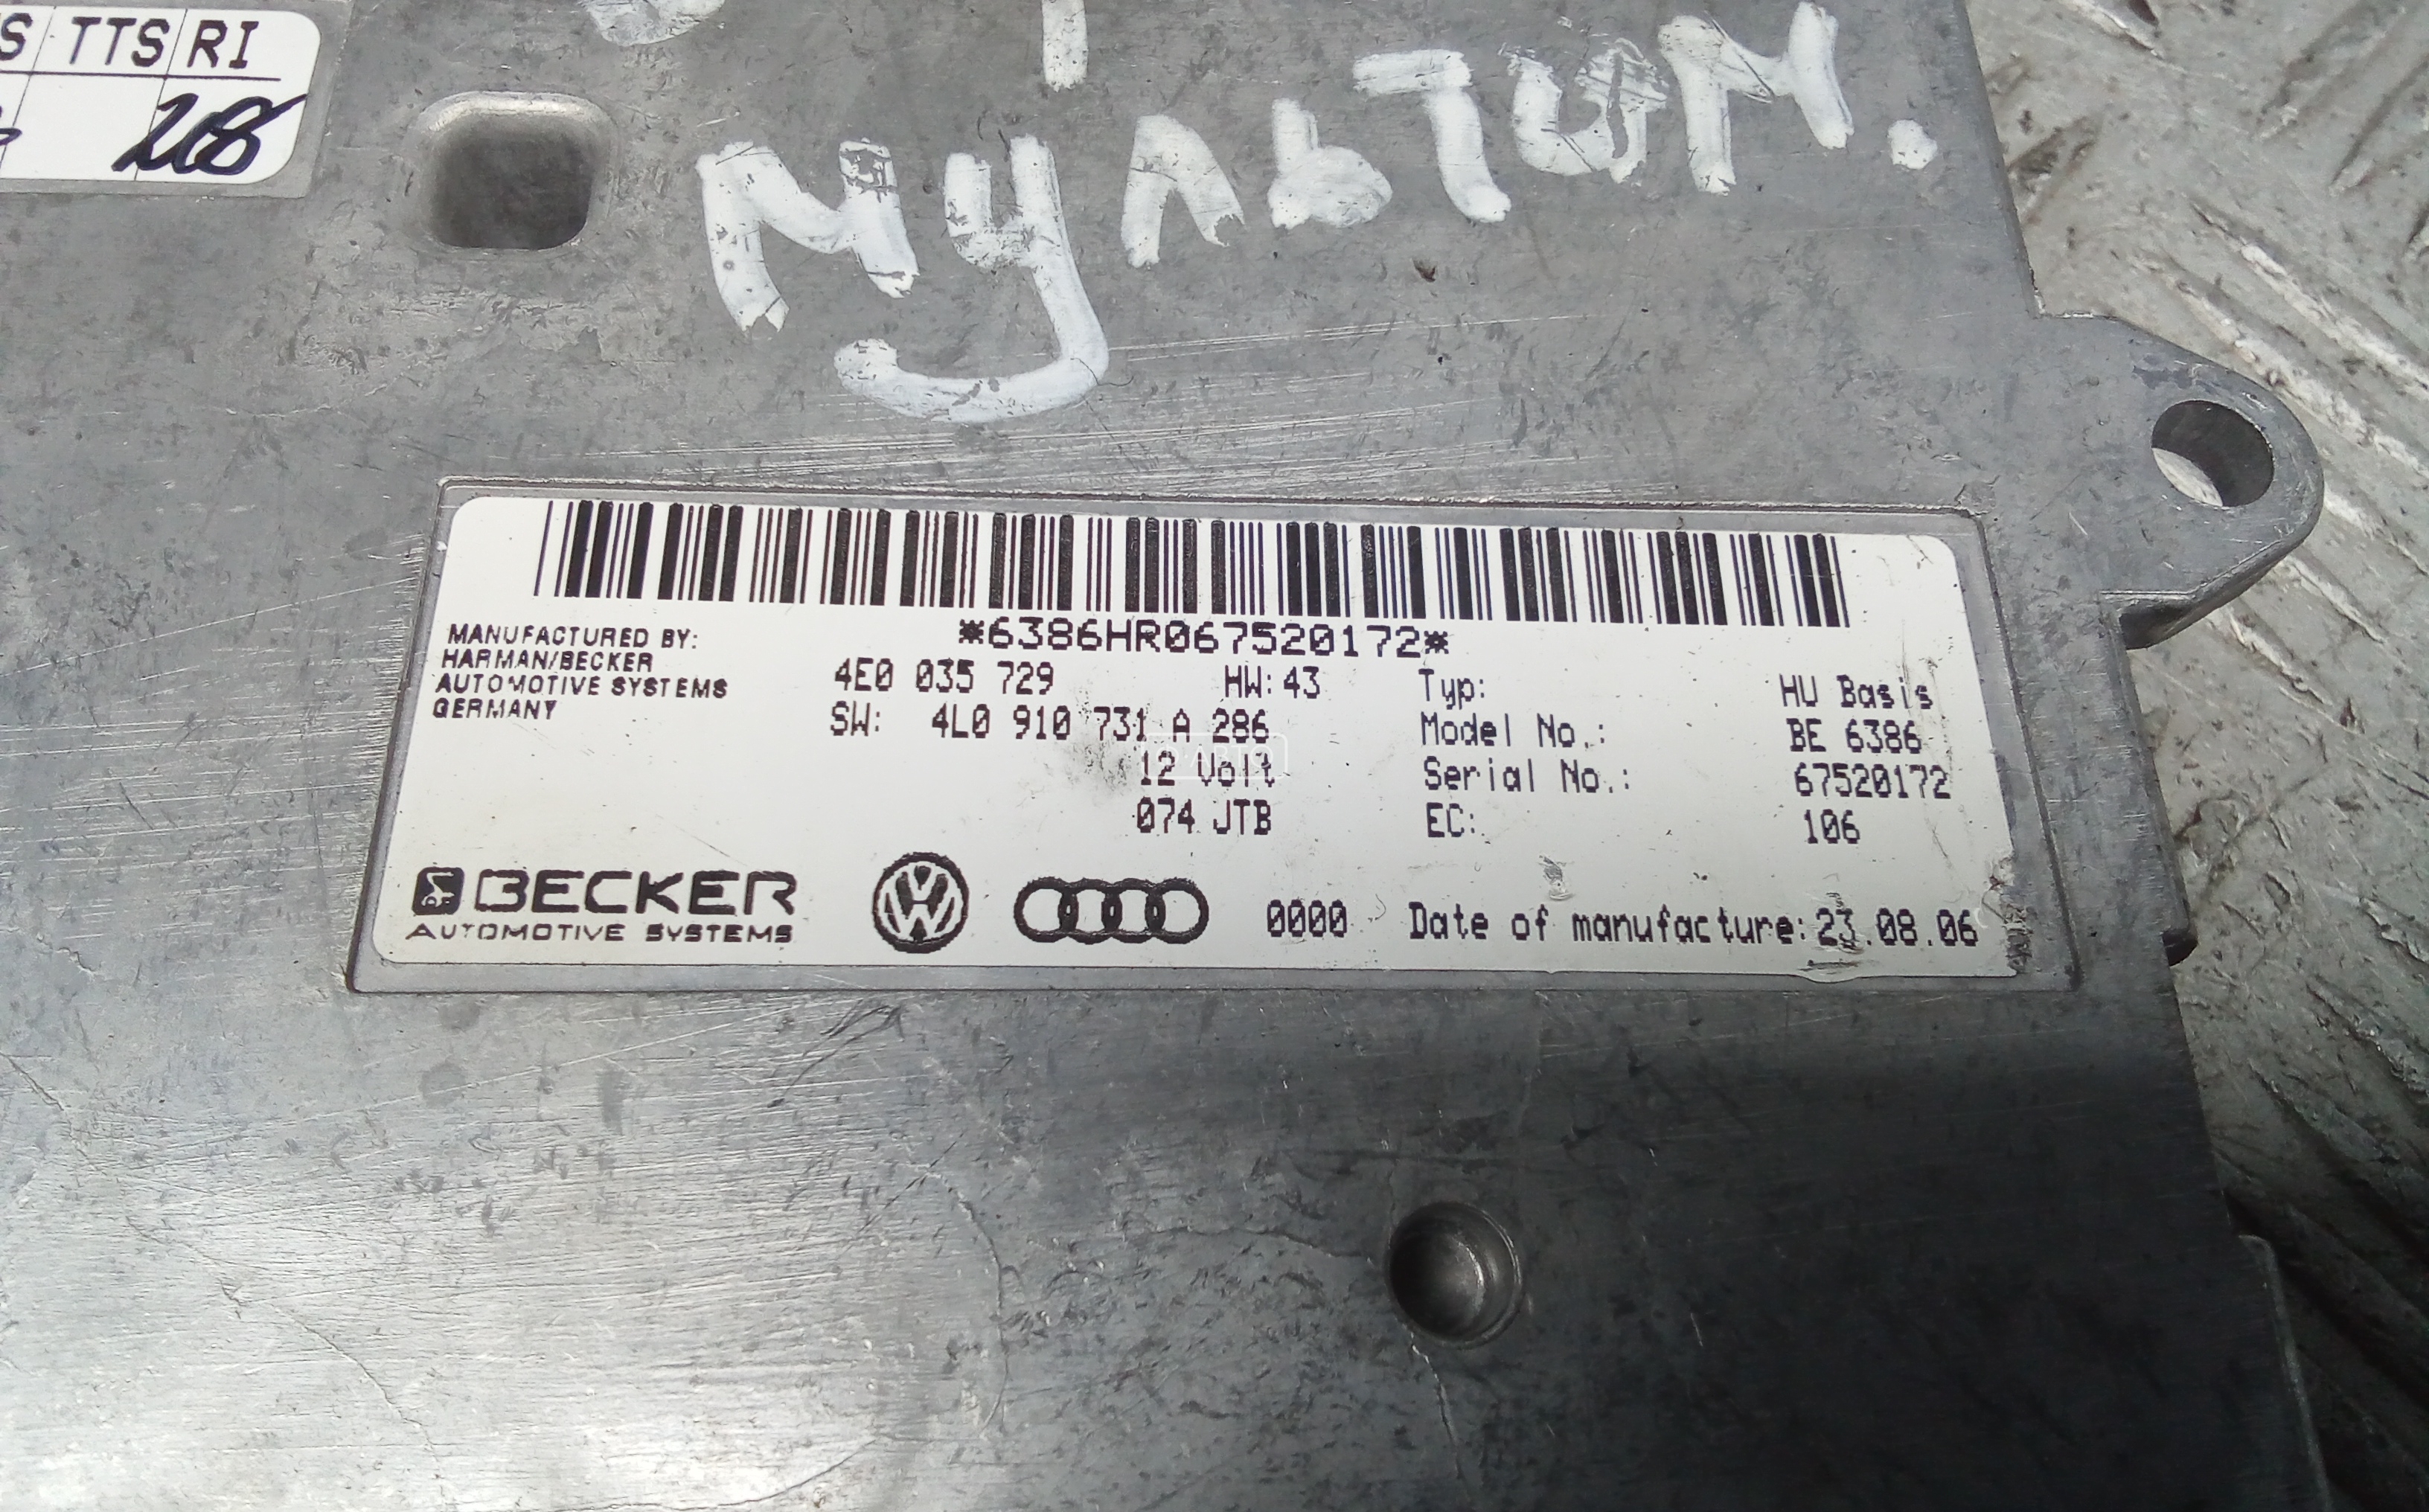 TTS RI
28
МУЛЬТИМ.
*6386HR067520172*
MANUFACTURED BY:
HARMAN/BECKER
AUTOMOTIVE SYSTEMS
GERMANY
4E0 035 729 HW:43
SW: 4L0 910 731 A 286
12 Volt
074 JTB
Typ: HU Basis
Model No.: BE 6386
Serial No.: 67520172
EC: 106
BECKER
AUTOMOTIVE SYSTEMS
0000 Date of manufacture:23.08.06